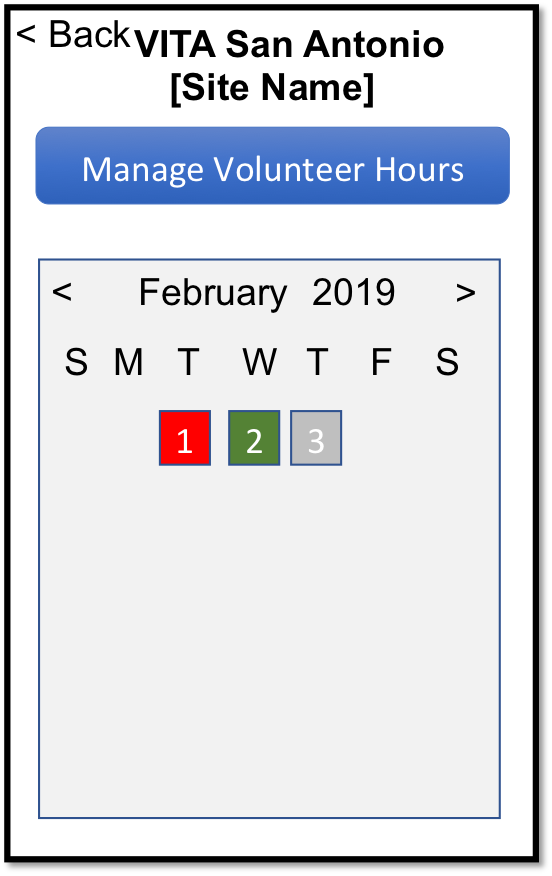 < Back VITA San Antonio
[Site Name]
Manage Volunteer Hours
< February 2019 >
S M T W T F S
1 2 3